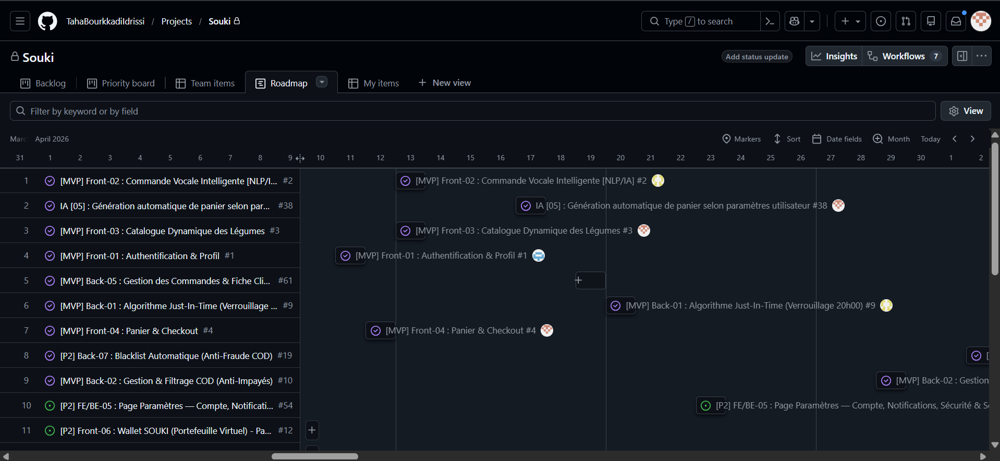 TahaBourkkadiIdrissi / Projects / Souki
Type / to search
Souki
Add status update
Insights
Workflows 7
Backlog
Priority board
Team items
Roadmap
My items
+ New view
Filter by keyword or by field
View
April 2026
Markers
Sort
Date fields
Month
Today
31 1 2 3 4 5 6 7 8 9 10 11 12 13 14 15 16 17 18 19 20 21 22 23 24 25 26 27 28 29 30 1 2
1 [MVP] Front-02 : Commande Vocale Intelligente [NLP/I... #2
[MVP] Front-02 : Commande Vocale Intelligente [NLP/IA] #2
2 IA [05] : Génération automatique de panier selon par... #38
IA [05] : Génération automatique de panier selon paramètres utilisateur #38
3 [MVP] Front-03 : Catalogue Dynamique des Légumes #3
[MVP] Front-03 : Catalogue Dynamique des Légumes #3
4 [MVP] Front-01 : Authentification & Profil #1
[MVP] Front-01 : Authentification & Profil #1
5 [MVP] Back-05 : Gestion des Commandes & Fiche Cli... #61
6 [MVP] Back-01 : Algorithme Just-In-Time (Verrouillage ... #9
[MVP] Back-01 : Algorithme Just-In-Time (Verrouillage 20h00) #9
7 [MVP] Front-04 : Panier & Checkout #4
[MVP] Front-04 : Panier & Checkout #4
8 [P2] Back-07 : Blacklist Automatique (Anti-Fraude COD) #19
[
9 [MVP] Back-02 : Gestion & Filtrage COD (Anti-Impayés) #10
[MVP] Back-02 : Gestion
10 [P2] FE/BE-05 : Page Paramètres — Compte, Notificati... #54
[P2] FE/BE-05 : Page Paramètres — Compte, Notifications, Sécurité &
11 [P2] Front-06 : Wallet SOUKI (Portefeuille Virtuel) - Pa... #12